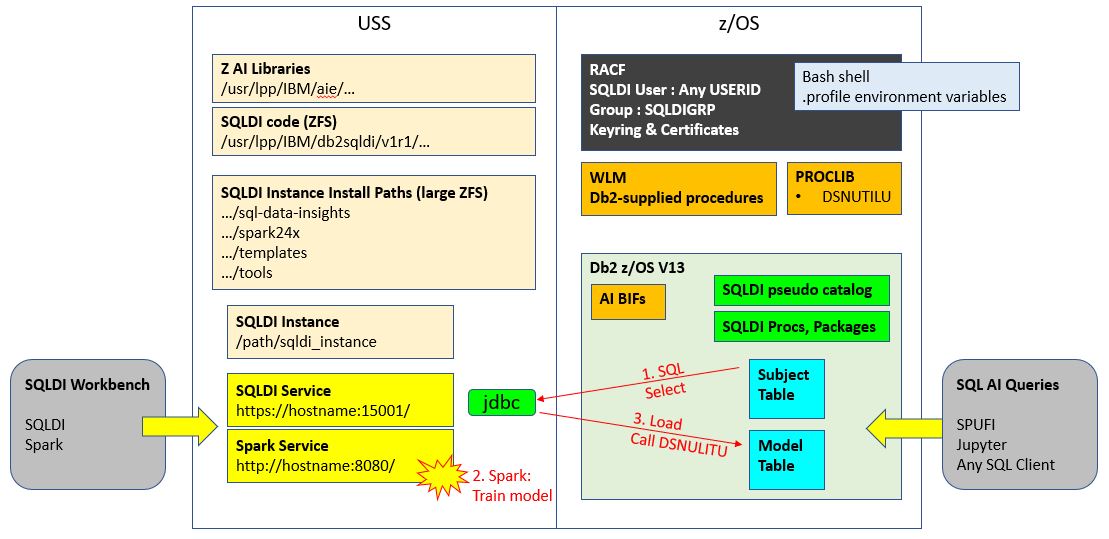 USS
z/OS
Z AI Libraries
/usr/lpp/IBM/aie/...
SQLDI code (ZFS)
/usr/lpp/IBM/db2sqldi/v1r1/...
SQLDI Instance Install Paths (large ZFS)
.../sql-data-insights
.../spark24x
.../templates
.../tools
SQLDI Instance
/path/sqldi_instance
SQLDI Workbench
SQLDI
Spark
SQLDI Service
https://hostname:15001/
Spark Service
http://hostname:8080/
2. Spark:
Train model
jdbc
RACF
SQLDI User : Any USERID
Group : SQLDIGRP
Keyring & Certificates
Bash shell
.profile environment variables
WLM
Db2-supplied procedures
PROCLIB
• DSNUTILU
Db2 z/OS V13
AI BIFs
SQLDI pseudo catalog
SQLDI Procs, Packages
1. SQL
Select
3. Load
Call DSNULITU
Subject
Table
Model
Table
SQL AI Queries
SPUFI
Jupyter
Any SQL Client